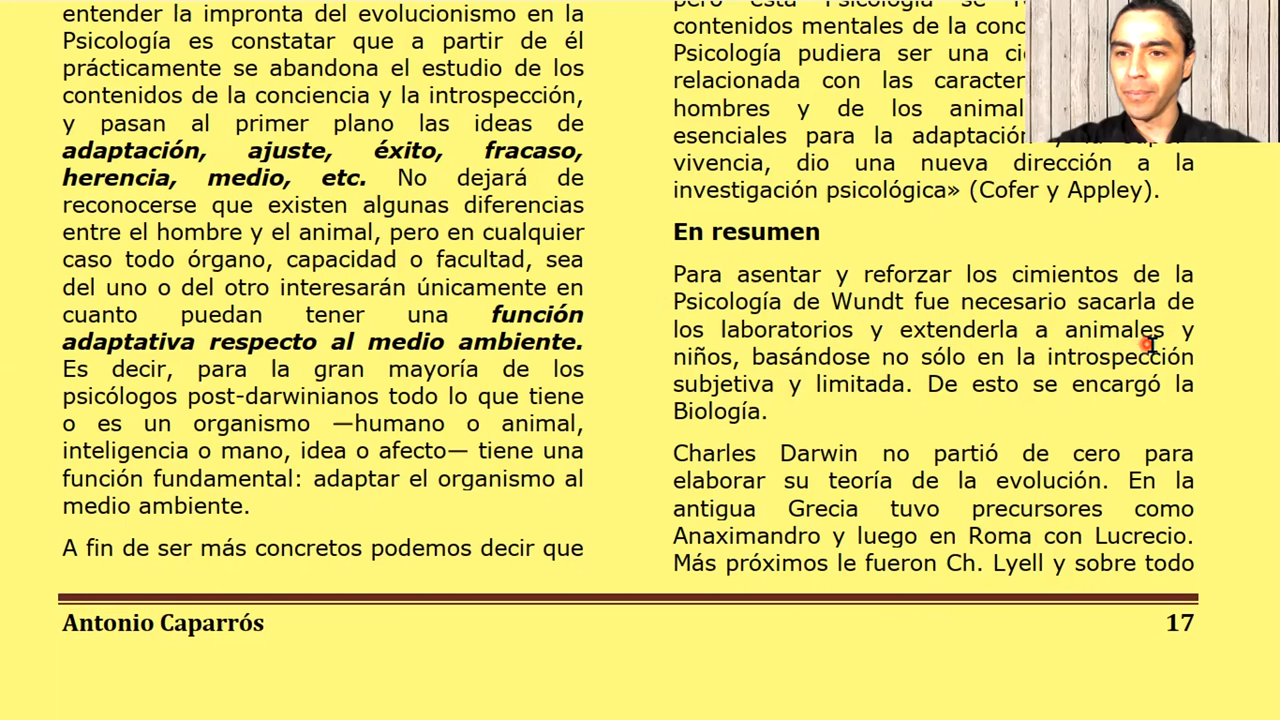 entender la impronta del evolucionismo en la
Psicología es constatar que a partir de él
prácticamente se abandona el estudio de los
contenidos de la conciencia y la introspección,
y pasan al primer plano las ideas de
adaptación, ajuste, éxito, fracaso,
herencia, medio, etc. No dejará de
reconocerse que existen algunas diferencias
entre el hombre y el animal, pero en cualquier
caso todo órgano, capacidad o facultad, sea
del uno o del otro interesarán únicamente en
cuanto puedan tener una función
adaptativa respecto al medio ambiente.
Es decir, para la gran mayoría de los
psicólogos post-darwinianos todo lo que tiene
o es un organismo —humano o animal,
inteligencia o mano, idea o afecto— tiene una
función fundamental: adaptar el organismo al
medio ambiente.
A fin de ser más concretos podemos decir que
pero esta Psicología se
contenidos mentales de la
Psicología pudiera ser una
relacionada con las
hombres y de los
esenciales para la adaptación
vivencia, dio una nueva dirección a la
investigación psicológica» (Cofer y Appley).
En resumen
Para asentar y reforzar los cimientos de la
Psicología de Wundt fue necesario sacarla de
los laboratorios y extenderla a animales y
niños, basándose no sólo en la introspección
subjetiva y limitada. De esto se encargó la
Biología.
Charles Darwin no partió de cero para
elaborar su teoría de la evolución. En la
antigua Grecia tuvo precursores como
Anaximandro y luego en Roma con Lucrecio.
Más próximos le fueron Ch. Lyell y sobre todo
Antonio Caparrós
17